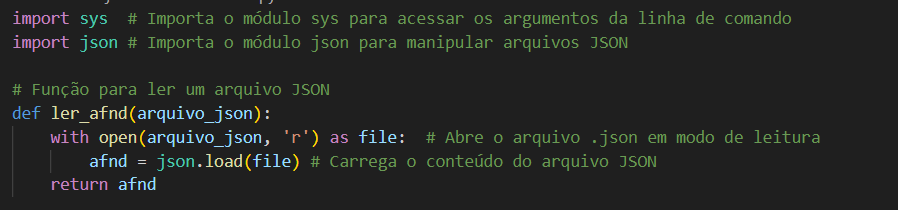 import sys  # Importa o módulo sys para acessar os argumentos da linha de comando
import json # Importa o módulo json para manipular arquivos JSON
# Função para ler um arquivo JSON
def ler_afnd(arquivo_json):
    with open(arquivo_json, 'r') as file:  # Abre o arquivo .json em modo de leitura
        afnd = json.load(file) # Carrega o conteúdo do arquivo JSON
    return afnd